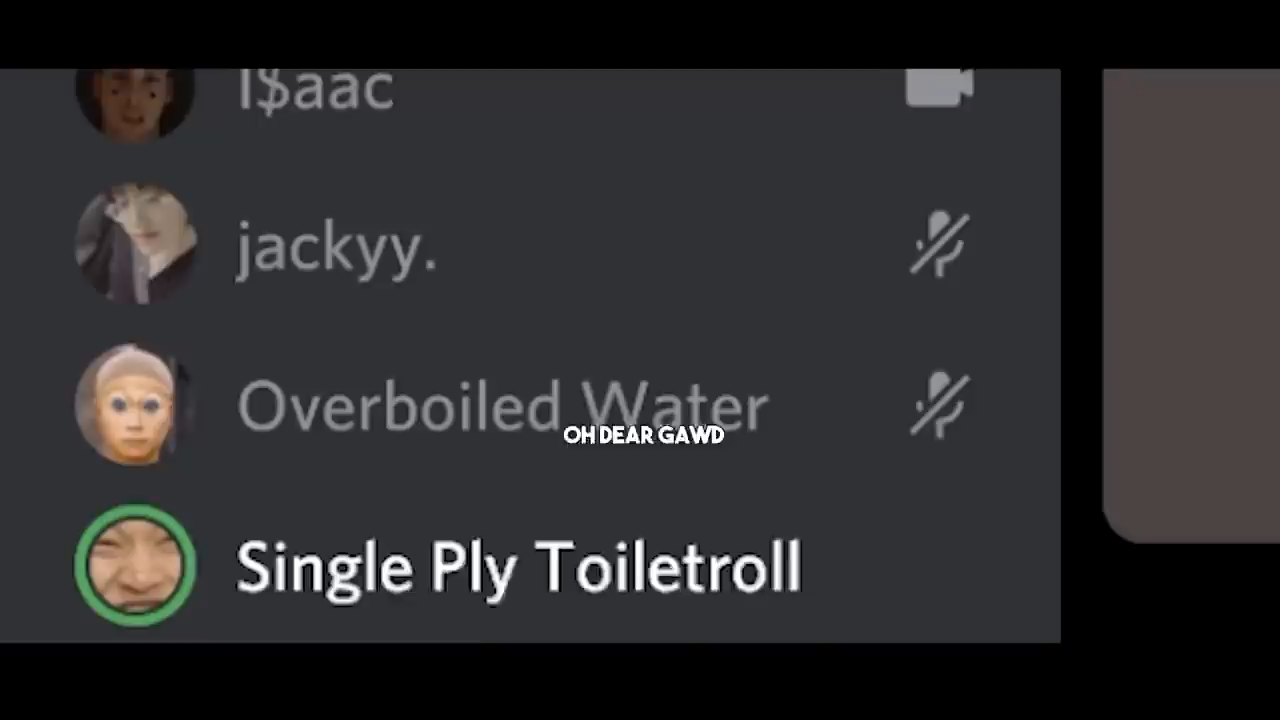 I$aac
jackyy.
Overboiled Water
OH DEAR GAWD
Single Ply Toiletroll